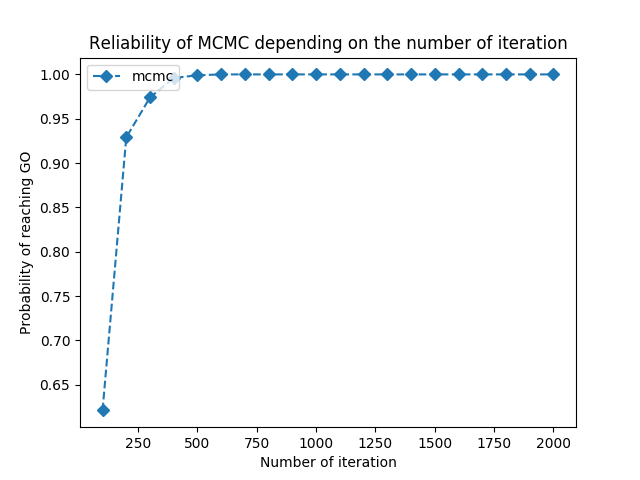 Reliability of MCMC depending on the number of iteration
mcmc
1.00
0.95
0.90
0.85
0.80
0.75
0.70
0.65
Probability of reaching GO
250 500 750 1000 1250 1500 1750 2000
Number of iteration